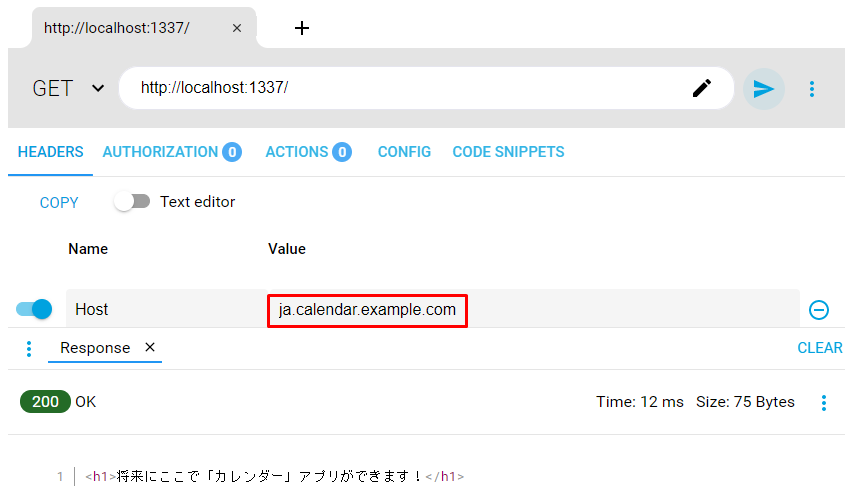 http://localhost:1337/ × +
GET http://localhost:1337/
HEADERS AUTHORIZATION 0 ACTIONS 0 CONFIG CODE SNIPPETS
COPY Text editor
Name Value
Host ja.calendar.example.com
Response × CLEAR
200 OK Time: 12 ms Size: 75 Bytes
1 <h1>将来にここで「カレンダー」アプリができます！</h1>